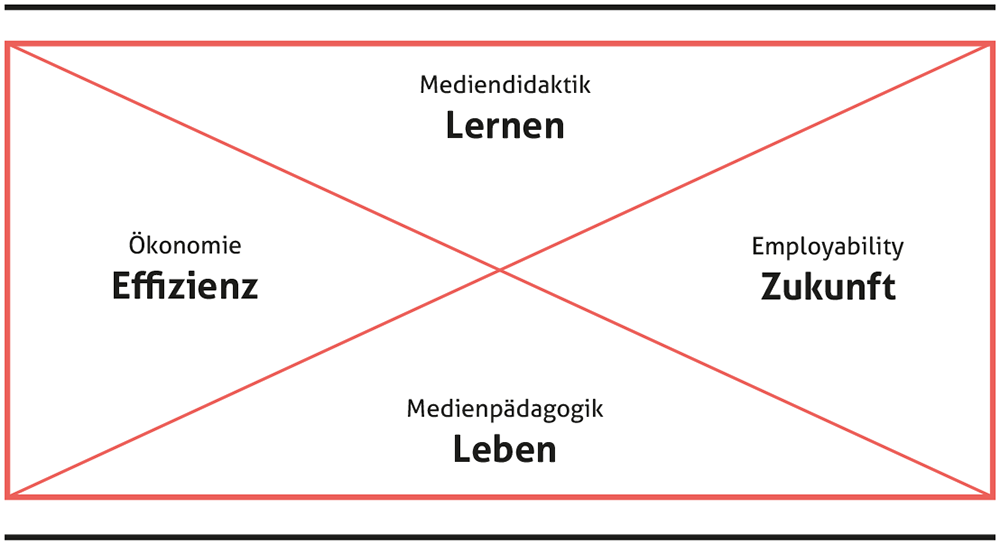 Mediendidaktik
Lernen
Ökonomie
Effizienz
Employability
Zukunft
Medienpädagogik
Leben